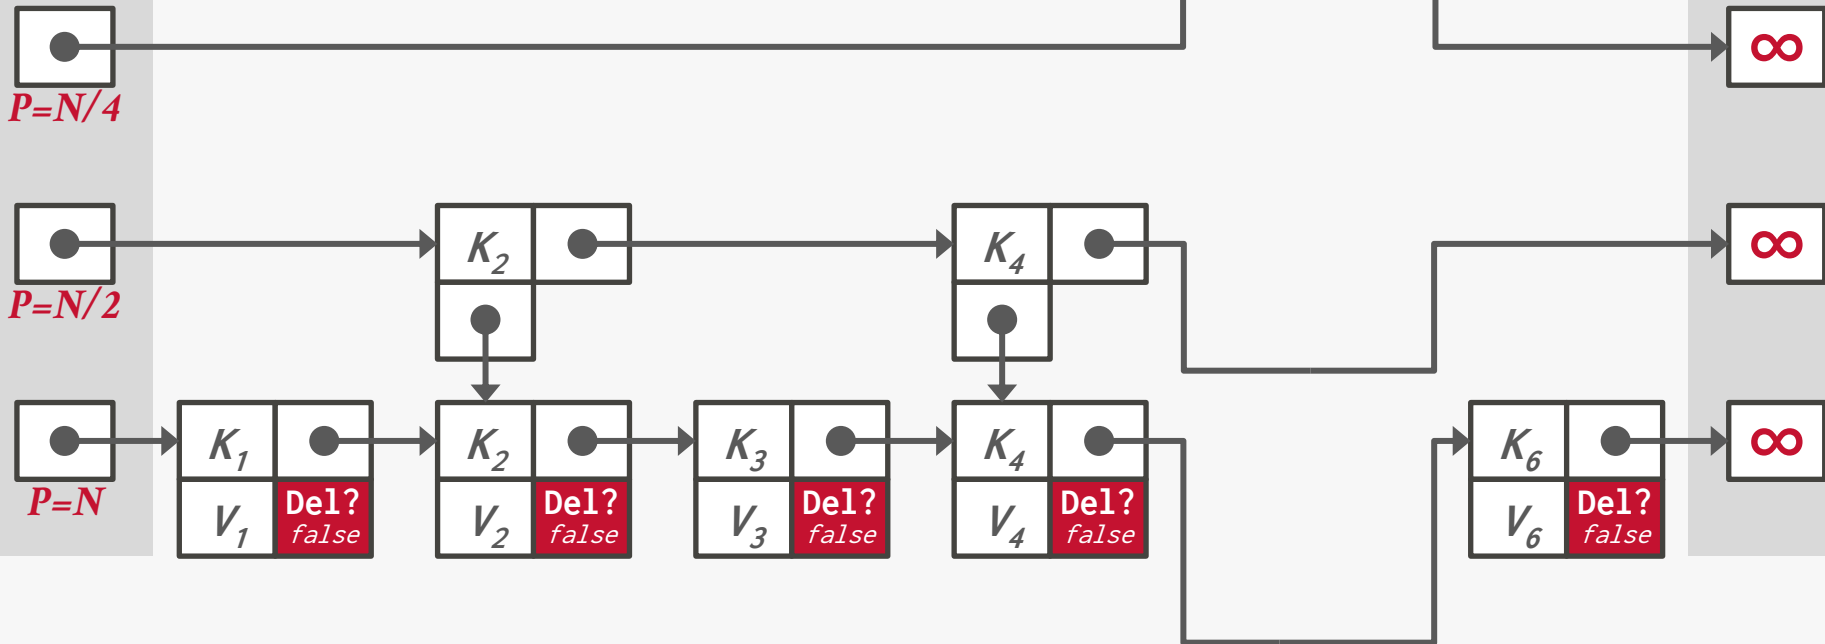 ∞
P=N/4
K2 K4 ∞
P=N/2
K1 K2 K3 K4 K6 ∞
P=N
V1 Del? V2 Del? V3 Del? V4 Del? V6 Del?
false false false false false